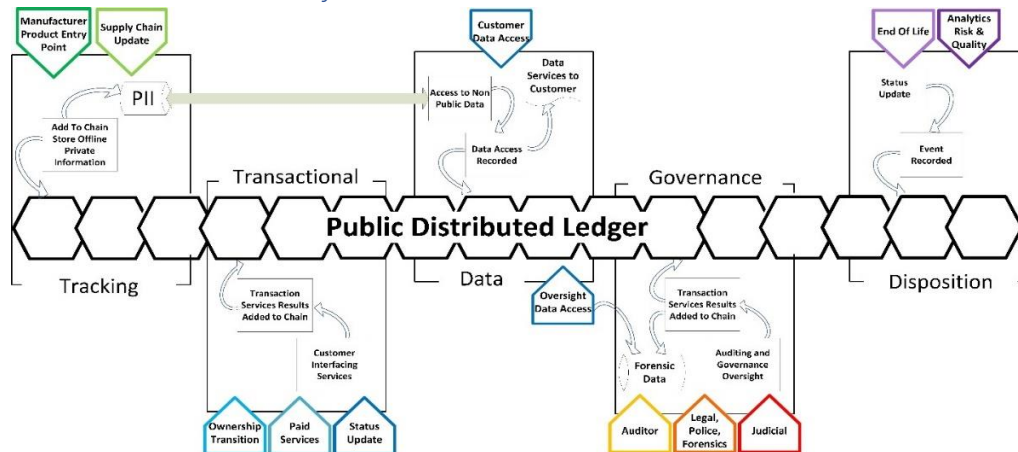 Manufacturer
Product Entry
Point
Supply Chain
Update
PII
Add To Chain
Store Offline
Private
Information
Tracking
Transactional
Transaction
Services Results
Added to Chain
Customer
Interfacing
Services
Ownership
Transition
Paid
Services
Status
Update
Customer
Data Access
Data
Services to
Customer
Access to Non
Public Data
Data Access
Recorded
Public Distributed Ledger
Data
Oversight
Data Access
Governance
Transaction
Services Results
Added to Chain
Forensic
Data
Auditing and
Governance
Oversight
Auditor
Legal,
Police,
Forensics
Judicial
End Of Life
Analytics
Risk &
Quality
Status
Update
Event
Recorded
Disposition